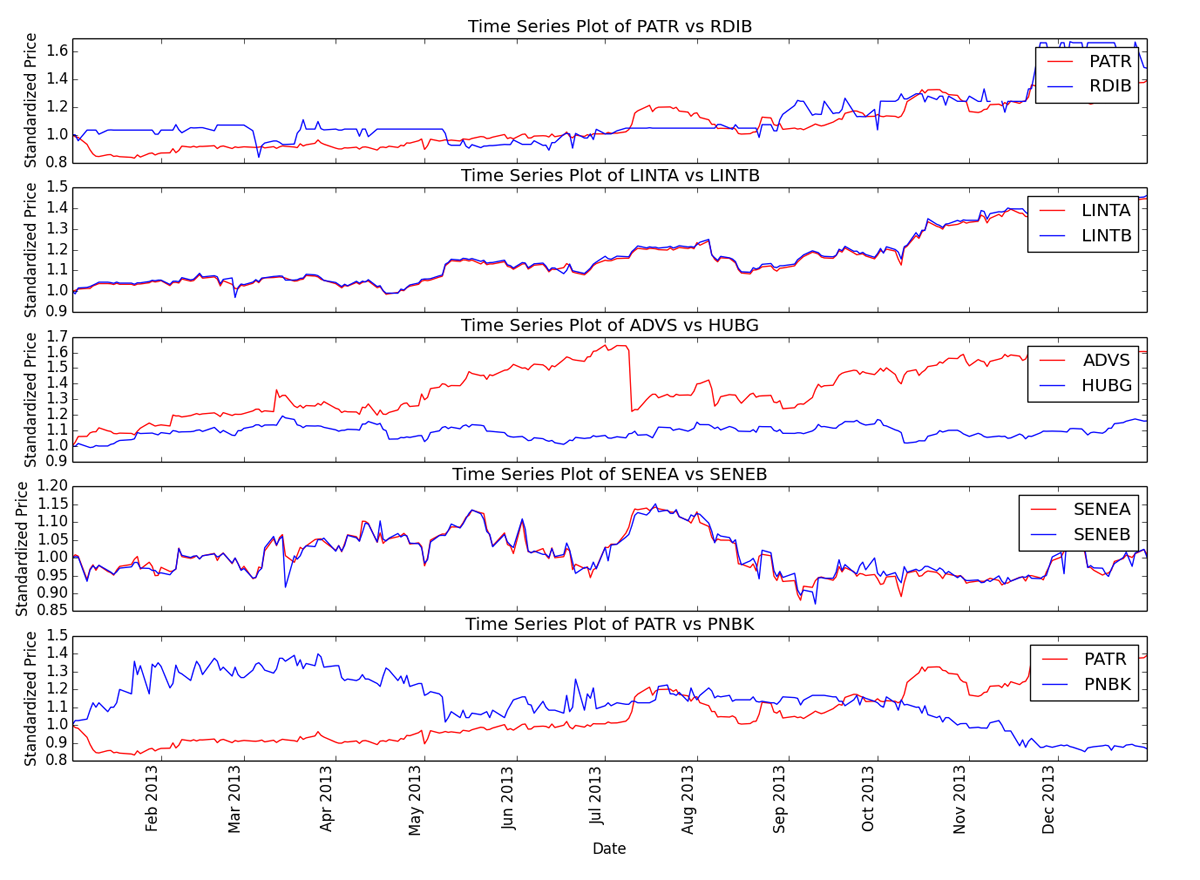 Time Series Plot of PATR vs RDIB
Standardized Price
1.6
1.4
1.2
1.0
0.8
PATR
RDIB
Time Series Plot of LINTA vs LINTB
Standardized Price
1.5
1.4
1.3
1.2
1.1
1.0
0.9
LINTA
LINTB
Time Series Plot of ADVS vs HUBG
Standardized Price
1.7
1.6
1.5
1.4
1.3
1.2
1.1
1.0
0.9
ADVS
HUBG
Time Series Plot of SENEA vs SENEB
Standardized Price
1.20
1.15
1.10
1.05
1.00
0.95
0.90
0.85
SENEA
SENEB
Time Series Plot of PATR vs PNBK
Standardized Price
1.5
1.4
1.3
1.2
1.1
1.0
0.9
0.8
PATR
PNBK
Feb 2013
Mar 2013
Apr 2013
May 2013
Jun 2013
Jul 2013
Aug 2013
Sep 2013
Oct 2013
Nov 2013
Dec 2013
Date